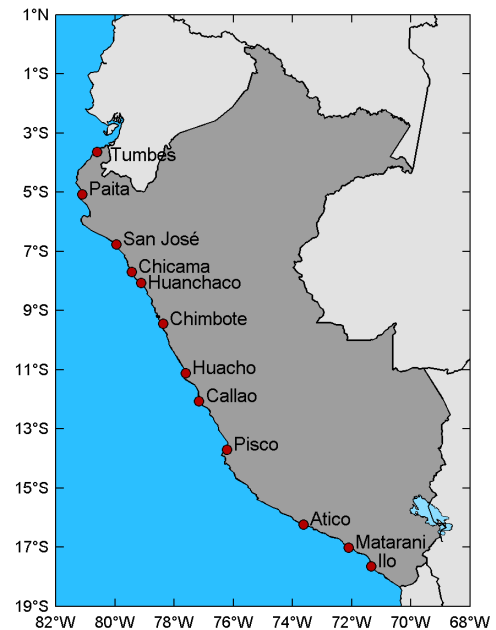 1°N
1°S
3°S
Tumbes
5°S
Paita
7°S
San José
Chicama
Huanchaco
9°S
Chimbote
11°S
Huacho
Callao
13°S
Pisco
15°S
Atico
17°S
Matarani
Ilo
19°S
82°W 80°W 78°W 76°W 74°W 72°W 70°W 68°W